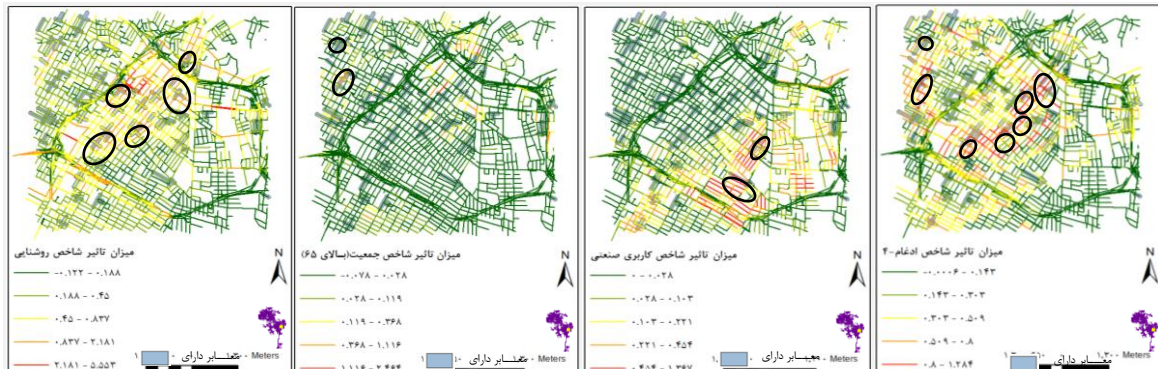 میزان تاثیر شاخص روشنایی
N
-۰.۱۲۲ - ۰.۱۸۸
۰.۱۸۸ - ۰.۴۵
۰.۴۵ - ۰.۸۳۷
۰.۸۳۷ - ۲.۱۸۱
۲.۱۸۱ - ۵.۵۵۳
معابر دارای
Meters
میزان تاثیر شاخص جمعیت(بالای ۶۵)
N
-۰.۰۷۸ - ۰.۰۲۸
۰.۰۲۸ - ۰.۱۱۹
۰.۱۱۹ - ۰.۳۶۸
۰.۳۶۸ - ۱.۱۱۶
معابر دارای
Meters
میزان تاثیر شاخص کاربری صنعتی
N
۰ - ۰.۰۲۸
۰.۰۲۸ - ۰.۱۰۳
۰.۱۰۳ - ۰.۲۲۱
۰.۲۲۱ - ۰.۴۵۴
معابر دارای
Meters
میزان تاثیر شاخص ادغام-۴
N
-۰.۰۰۰۶ - ۰.۱۴۳
۰.۱۴۳ - ۰.۳۰۳
۰.۳۰۳ - ۰.۵۰۹
۰.۵۰۹ - ۰.۸
۰.۸ - ۱.۲۸۴
معابر دارای
۱,۳۰۰ Meters